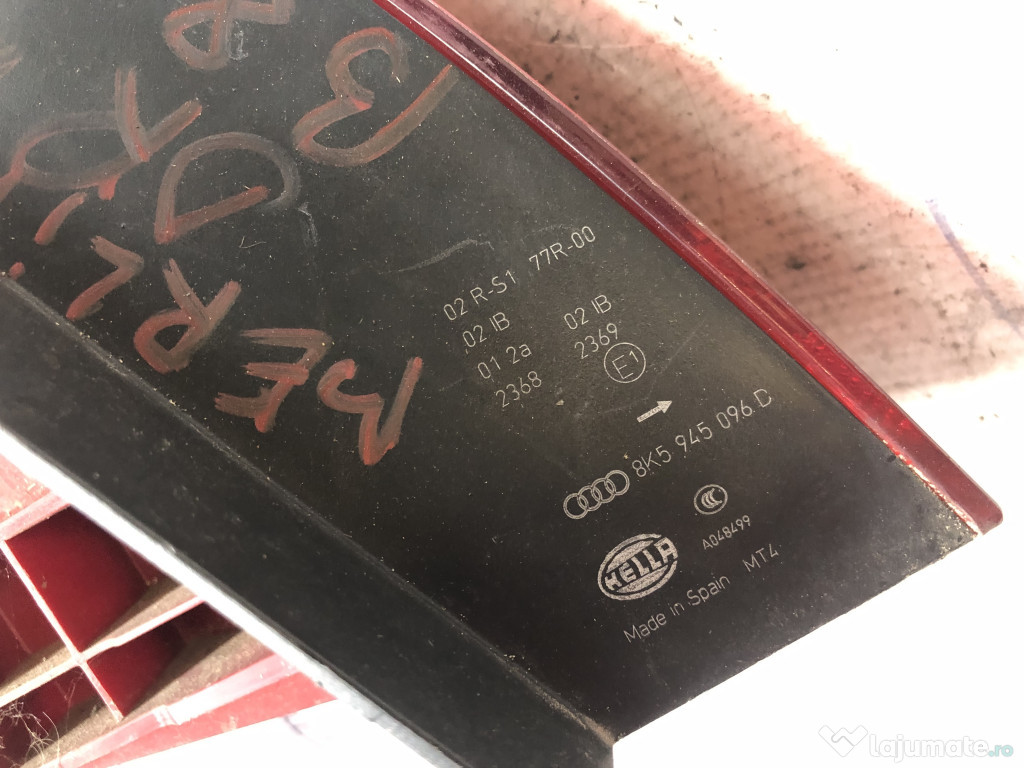 02 R-S1 77R-00
02 IB 02 IB
01 2a 2369
2368 E1
8K5 945 096 D
A048499
HELLA
Made in Spain MT4
BER
lajumate.ro